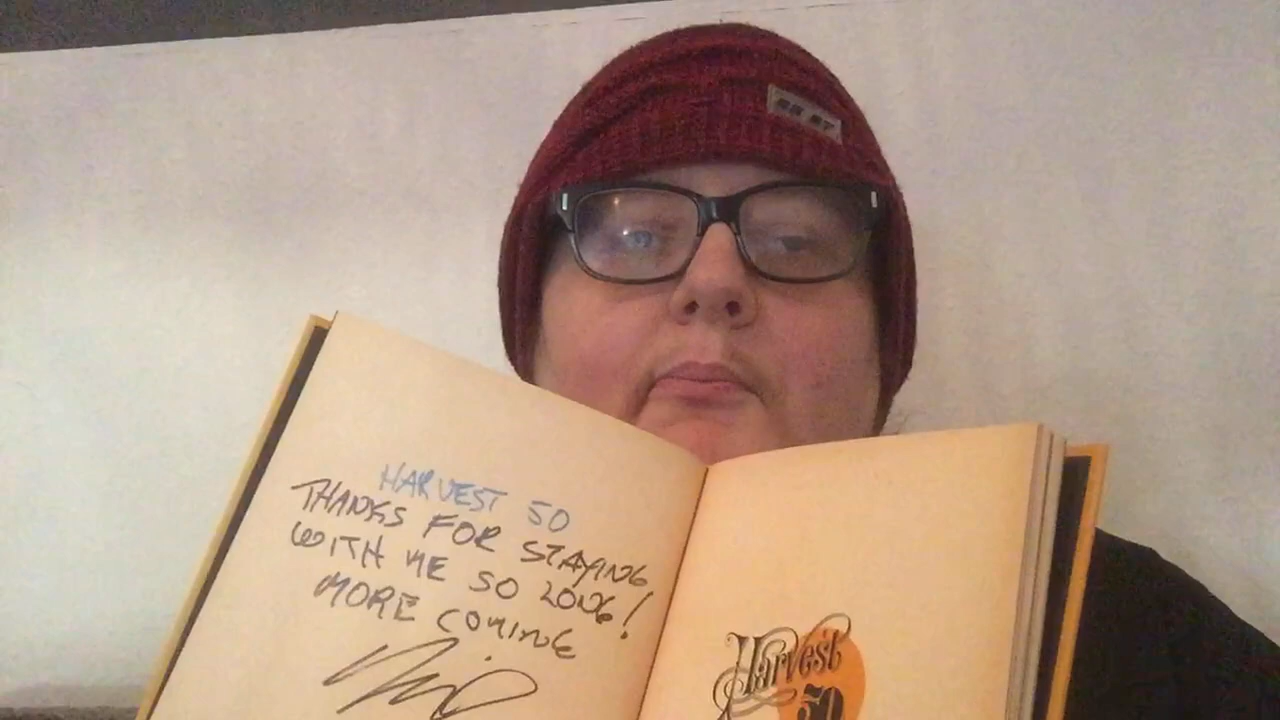 HARVEST 50
THANKS FOR STAYING
WITH ME SO LONG!
MORE COMING
Harvest
50